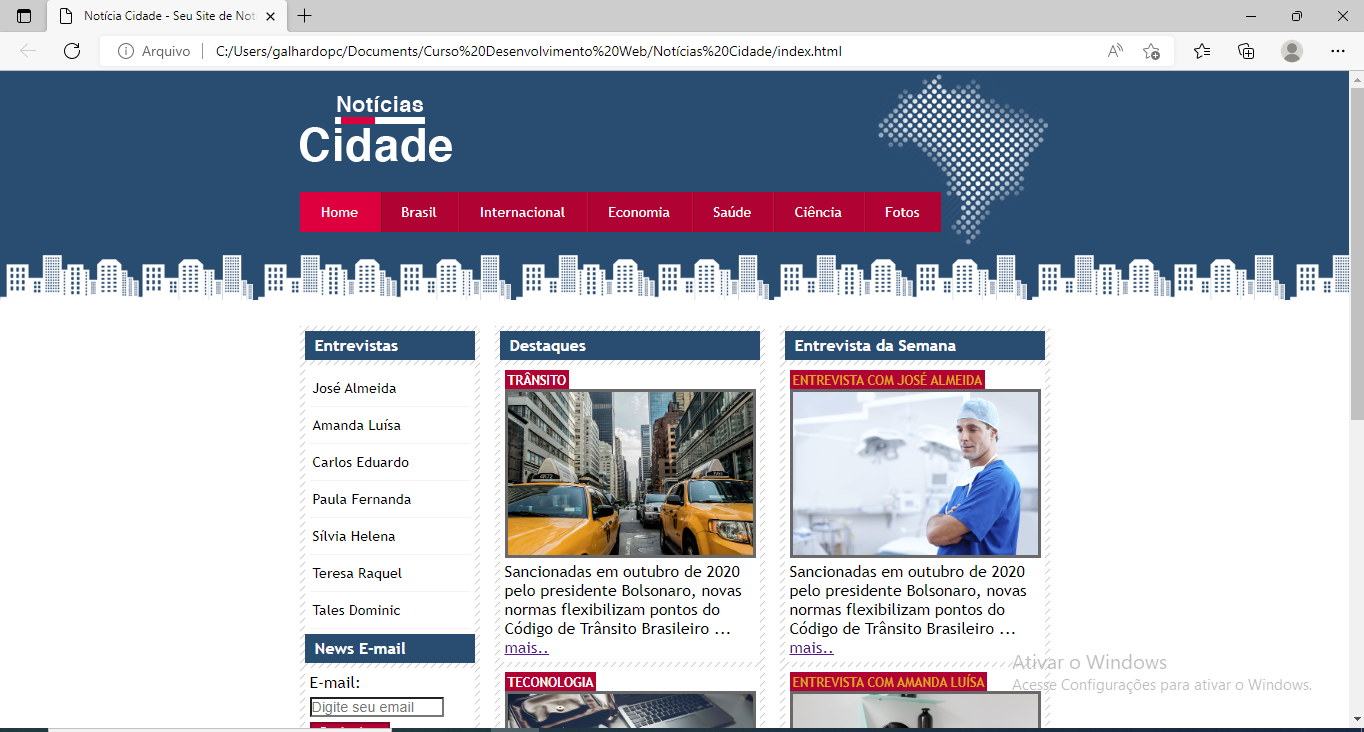 Notícia Cidade - Seu Site de Not
Arquivo
C:/Users/galhardopc/Documents/Curso%20Desenvolvimento%20Web/Notícias%20Cidade/index.html
Notícias
Cidade
Home Brasil Internacional Economia Saúde Ciência Fotos
Entrevistas
José Almeida
Amanda Luísa
Carlos Eduardo
Paula Fernanda
Sílvia Helena
Teresa Raquel
Tales Dominic
News E-mail
E-mail:
Digite seu email
Destaques
TRÂNSITO
Sancionadas em outubro de 2020
pelo presidente Bolsonaro, novas
normas flexibilizam pontos do
Código de Trânsito Brasileiro ...
mais..
TECONOLOGIA
Entrevista da Semana
ENTREVISTA COM JOSÉ ALMEIDA
Sancionadas em outubro de 2020
pelo presidente Bolsonaro, novas
normas flexibilizam pontos do
Código de Trânsito Brasileiro ...
mais..
ENTREVISTA COM AMANDA LUÍSA
Ativar o Windows
Acesse Configurações para ativar o Windows.